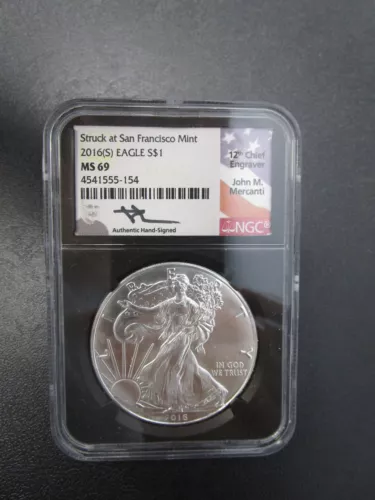 Struck at San Francisco Mint
2016(S) EAGLE S$1
MS 69
4541555-154
Authentic Hand-Signed
12th Chief
Engraver
John M.
Mercanti
NGC
IN GOD
WE TRUST
2016